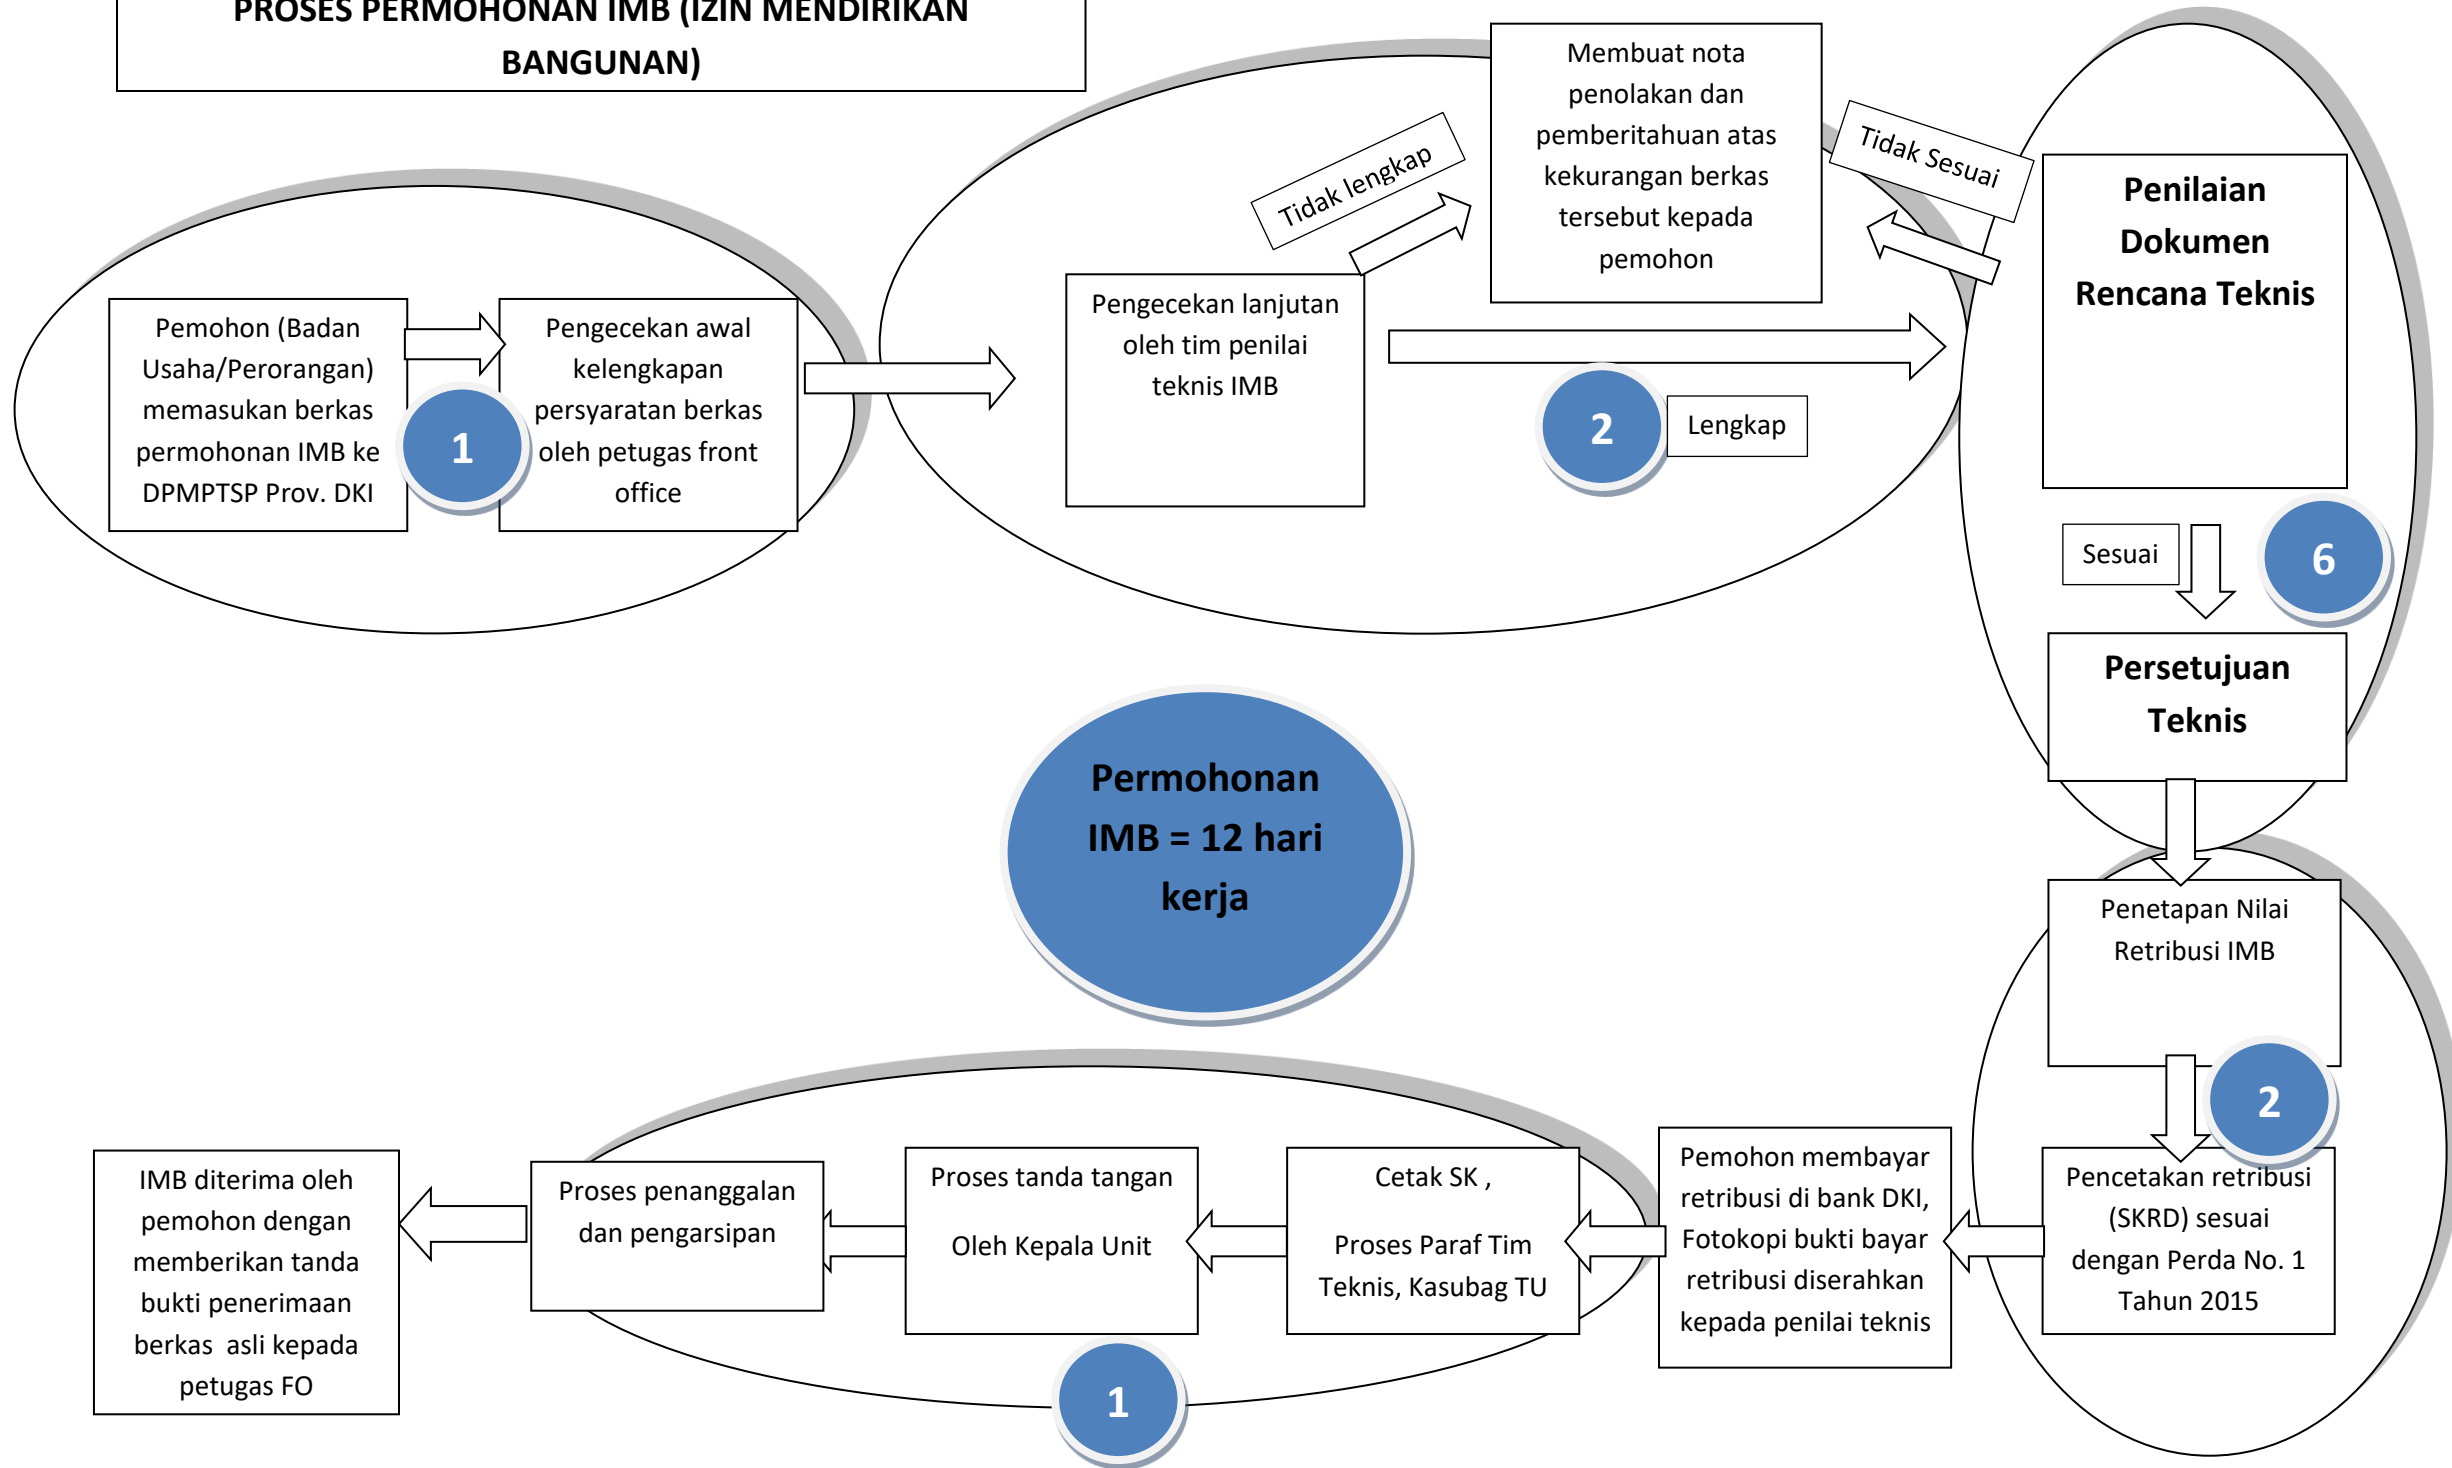 PROSES PERMOHONAN IMB (IZIN MENDIRIKAN
BANGUNAN)
Pemohon (Badan
Usaha/Perorangan)
memasukan berkas
permohonan IMB ke
DPMPTSP Prov. DKI
1
Pengecekan awal
kelengkapan
persyaratan berkas
oleh petugas front
office
Pengecekan lanjutan
oleh tim penilai
teknis IMB
Tidak lengkap
Membuat nota
penolakan dan
pemberitahuan atas
kekurangan berkas
tersebut kepada
pemohon
2
Lengkap
Tidak Sesuai
Penilaian
Dokumen
Rencana Teknis
Sesuai
6
Persetujuan
Teknis
Permohonan
IMB = 12 hari
kerja
Penetapan Nilai
Retribusi IMB
2
Pencetakan retribusi
(SKRD) sesuai
dengan Perda No. 1
Tahun 2015
Pemohon membayar
retribusi di bank DKI,
Fotokopi bukti bayar
retribusi diserahkan
kepada penilai teknis
Cetak SK ,
Proses Paraf Tim
Teknis, Kasubag TU
Proses tanda tangan
Oleh Kepala Unit
1
Proses penanggalan
dan pengarsipan
IMB diterima oleh
pemohon dengan
memberikan tanda
bukti penerimaan
berkas  asli kepada
petugas FO